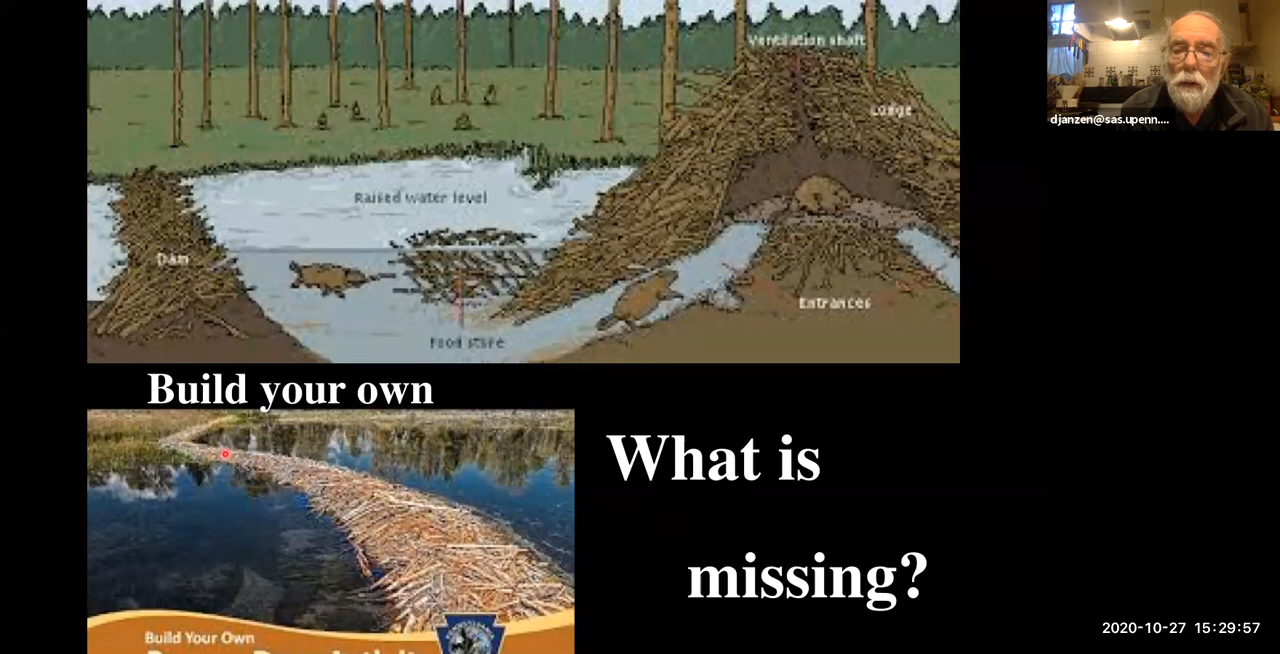 Ventilation shaft
Lodge
djanzen@sas.upenn....
Raised water level
Dam
Entrances
Food store
Build your own
What is
missing?
Build Your Own
2020-10-27 15:29:57